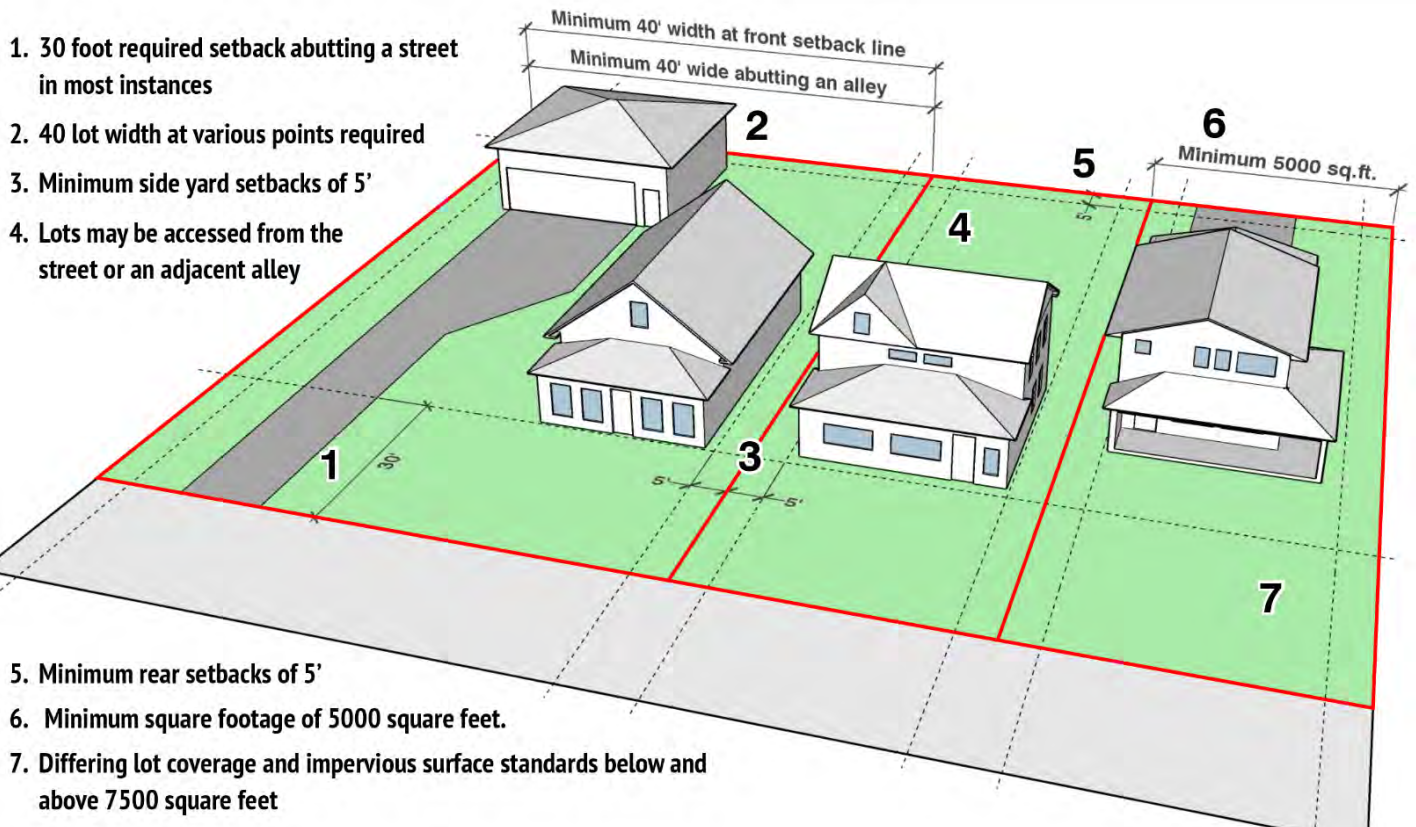 1. 30 foot required setback abutting a street
in most instances
2. 40 lot width at various points required
3. Minimum side yard setbacks of 5’
4. Lots may be accessed from the
street or an adjacent alley
Minimum 40' width at front setback line
Minimum 40' wide abutting an alley
2
6
Minimum 5000 sq.ft.
5
5'
4
1
30'
3
5'
5'
7
5. Minimum rear setbacks of 5’
6. Minimum square footage of 5000 square feet.
7. Differing lot coverage and impervious surface standards below and
above 7500 square feet